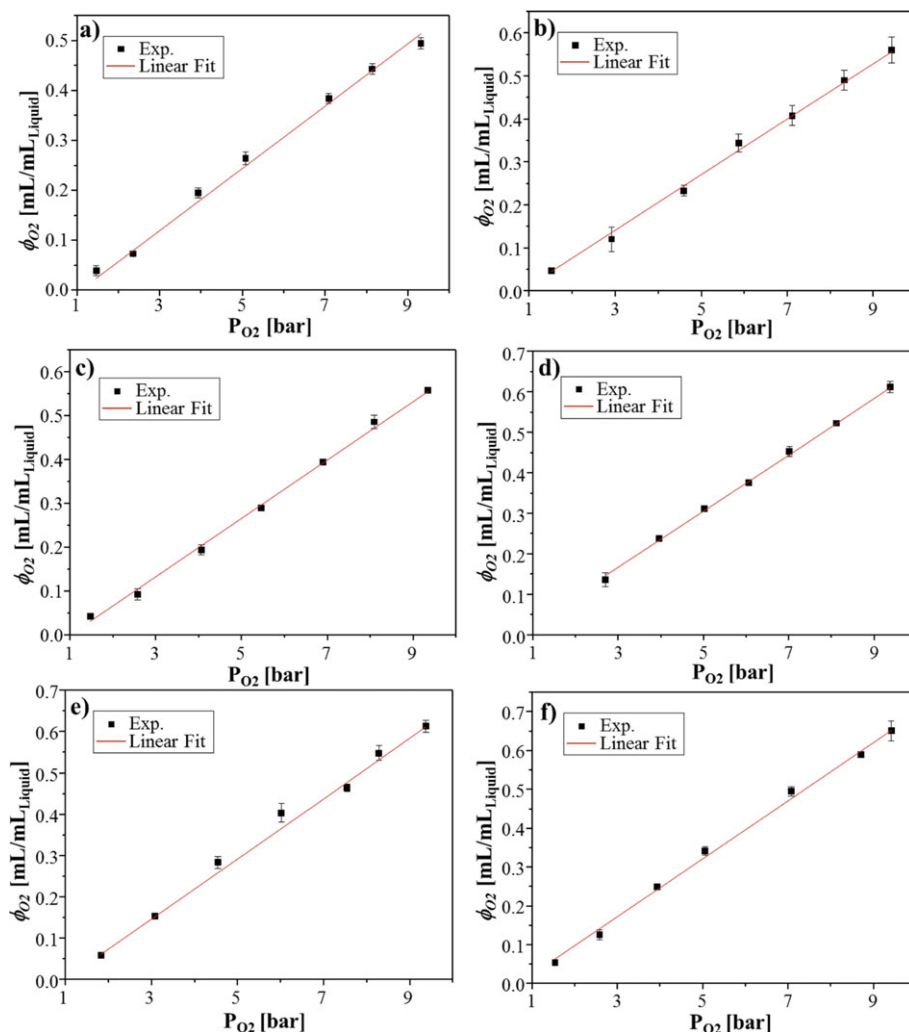 a)
Exp.
Linear Fit
0.5
0.4
0.3
0.2
0.1
0.0
ϕO2 [mL/mLLiquid]
1 3 5 7 9
PO2 [bar]
b)
Exp.
Linear Fit
0.6
0.5
0.4
0.3
0.2
0.1
0.0
ϕO2 [mL/mLLiquid]
1 3 5 7 9
PO2 [bar]
c)
Exp.
Linear Fit
0.6
0.5
0.4
0.3
0.2
0.1
0.0
ϕO2 [mL/mLLiquid]
1 3 5 7 9
PO2 [bar]
d)
Exp.
Linear Fit
0.7
0.6
0.5
0.4
0.3
0.2
0.1
0.0
ϕO2 [mL/mLLiquid]
1 3 5 7 9
PO2 [bar]
e)
Exp.
Linear Fit
0.7
0.6
0.5
0.4
0.3
0.2
0.1
0.0
ϕO2 [mL/mLLiquid]
1 3 5 7 9
PO2 [bar]
f)
Exp.
Linear Fit
0.7
0.6
0.5
0.4
0.3
0.2
0.1
0.0
ϕO2 [mL/mLLiquid]
1 3 5 7 9
PO2 [bar]